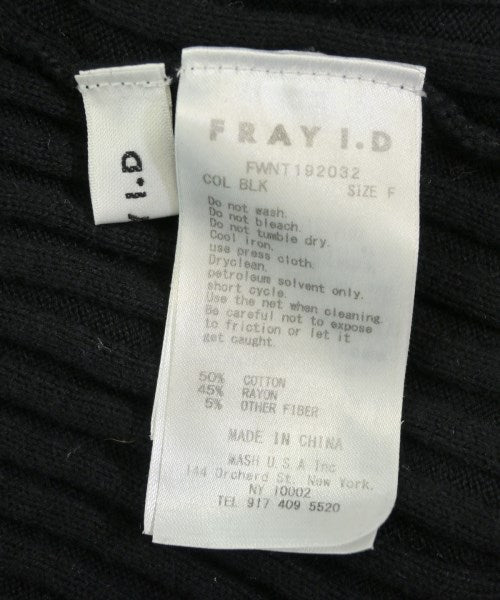 Y I.D
FRAY I.D
FWNT192032
COL BLK SIZE F
Do not wash.
Do not bleach.
Do not tumble dry.
Cool iron.
use press cloth.
Dryclean.
petroleum solvent only.
short cycle.
Use the net when cleaning.
Be careful not to expose
to friction or let it
get caught.
50% COTTON
45% RAYON
5% OTHER FIBER
MADE IN CHINA
MASH U.S.A Inc
144 Orchard St, New York.
NY 10002
TEL 917 409 5520